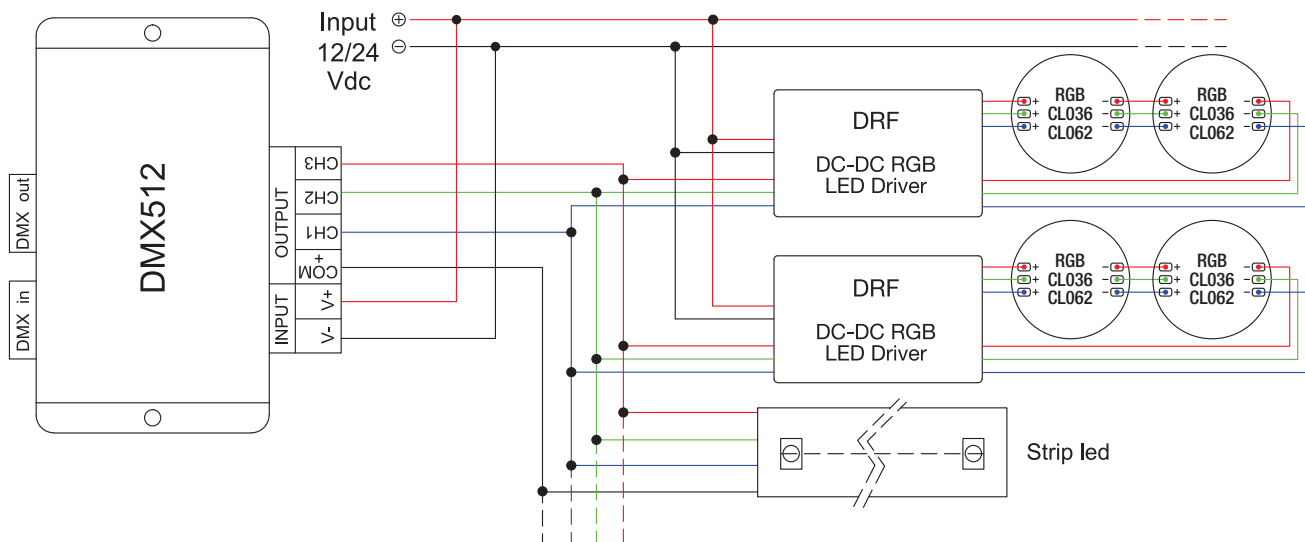 Input ⊕
12/24 ⊖
Vdc
DMX512
DMX out
DMX in
OUTPUT
INPUT
CH3
CH2
CH1
COM +
V+
V-
DRF
DC-DC RGB
LED Driver
+ RGB -
+ CL036 -
+ CL062 -
+ RGB -
+ CL036 -
+ CL062 -
DRF
DC-DC RGB
LED Driver
+ RGB -
+ CL036 -
+ CL062 -
+ RGB -
+ CL036 -
+ CL062 -
Strip led